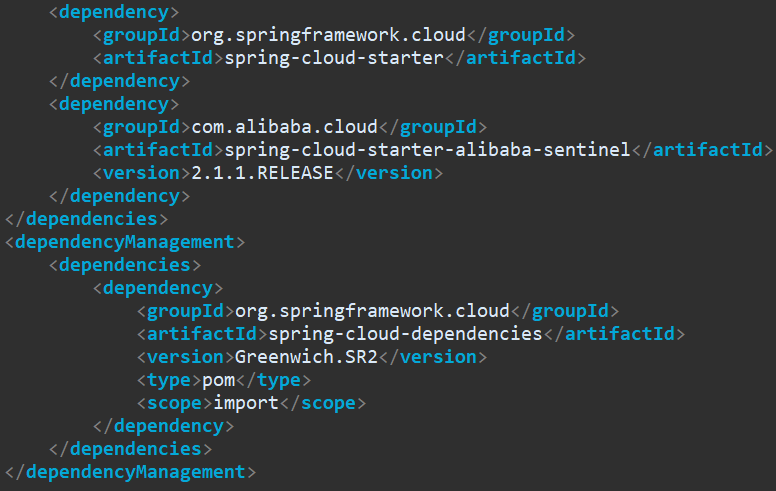 <dependency>
<groupId>org.springframework.cloud</groupId>
<artifactId>spring-cloud-starter</artifactId>
</dependency>
<dependency>
<groupId>com.alibaba.cloud</groupId>
<artifactId>spring-cloud-starter-alibaba-sentinel</artifactId>
<version>2.1.1.RELEASE</version>
</dependency>
</dependencies>
<dependencyManagement>
<dependencies>
<dependency>
<groupId>org.springframework.cloud</groupId>
<artifactId>spring-cloud-dependencies</artifactId>
<version>Greenwich.SR2</version>
<type>pom</type>
<scope>import</scope>
</dependency>
</dependencies>
</dependencyManagement>